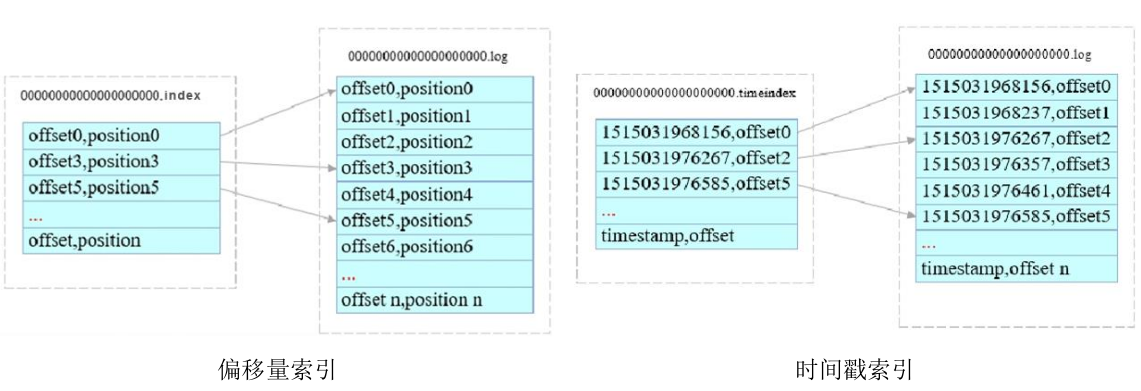 00000000000000000000.index
offset0,position0
offset3,position3
offset5,position5
...
offset,position
00000000000000000000.log
offset0,position0
offset1,position1
offset2,position2
offset3,position3
offset4,position4
offset5,position5
offset6,position6
...
offset n,position n
偏移量索引
00000000000000000000.timeindex
1515031968156,offset0
1515031976267,offset2
1515031976585,offset5
...
timestamp,offset
00000000000000000000.log
1515031968156,offset0
1515031968237,offset1
1515031976267,offset2
1515031976357,offset3
1515031976461,offset4
1515031976585,offset5
...
timestamp,offset n
时间戳索引